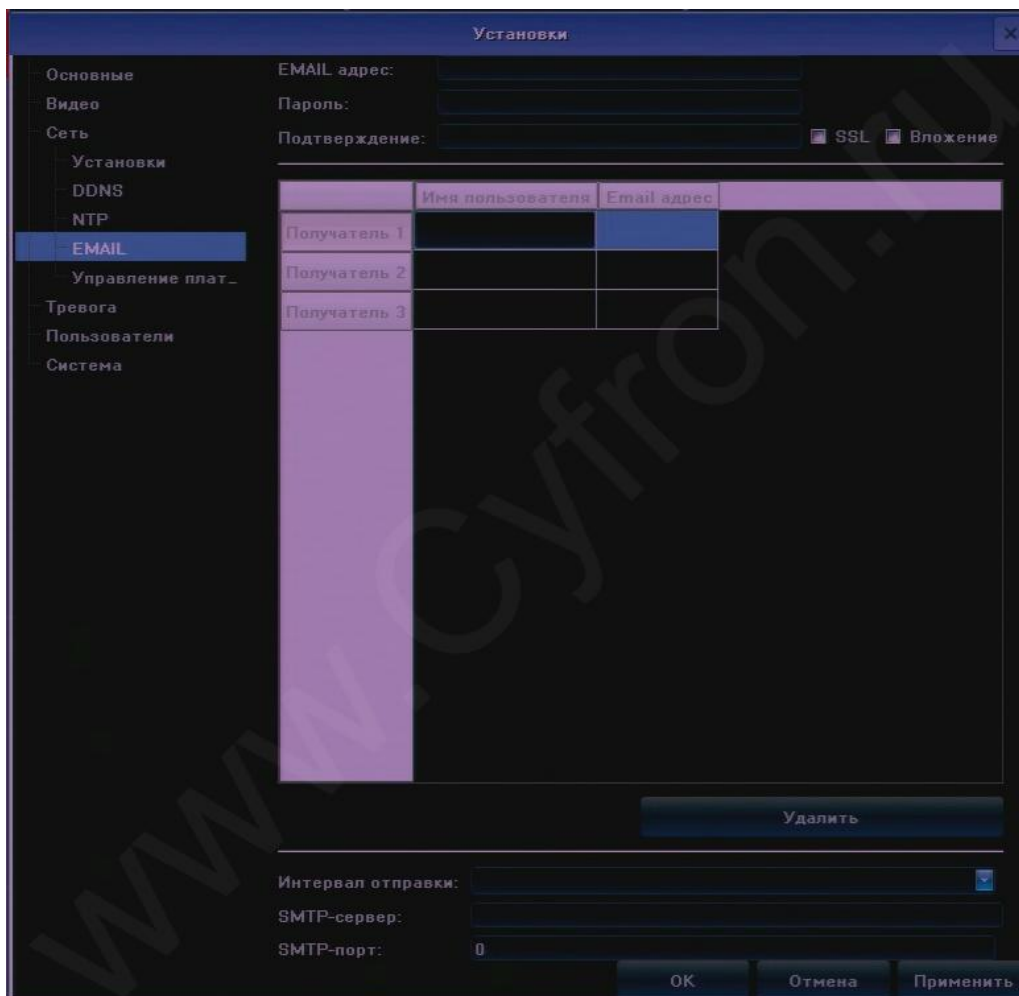 Установки
Основные
Видео
Сеть
Установки
DDNS
NTP
EMAIL
Управление плат_
Тревога
Пользователи
Система
EMAIL адрес:
Пароль:
Подтверждение:
SSL
Вложение
Имя пользователя Email адрес
Получатель 1
Получатель 2
Получатель 3
Удалить
Интервал отправки:
SMTP-сервер:
SMTP-порт: 0
OK Отмена Применить
www.Cyfron.ru